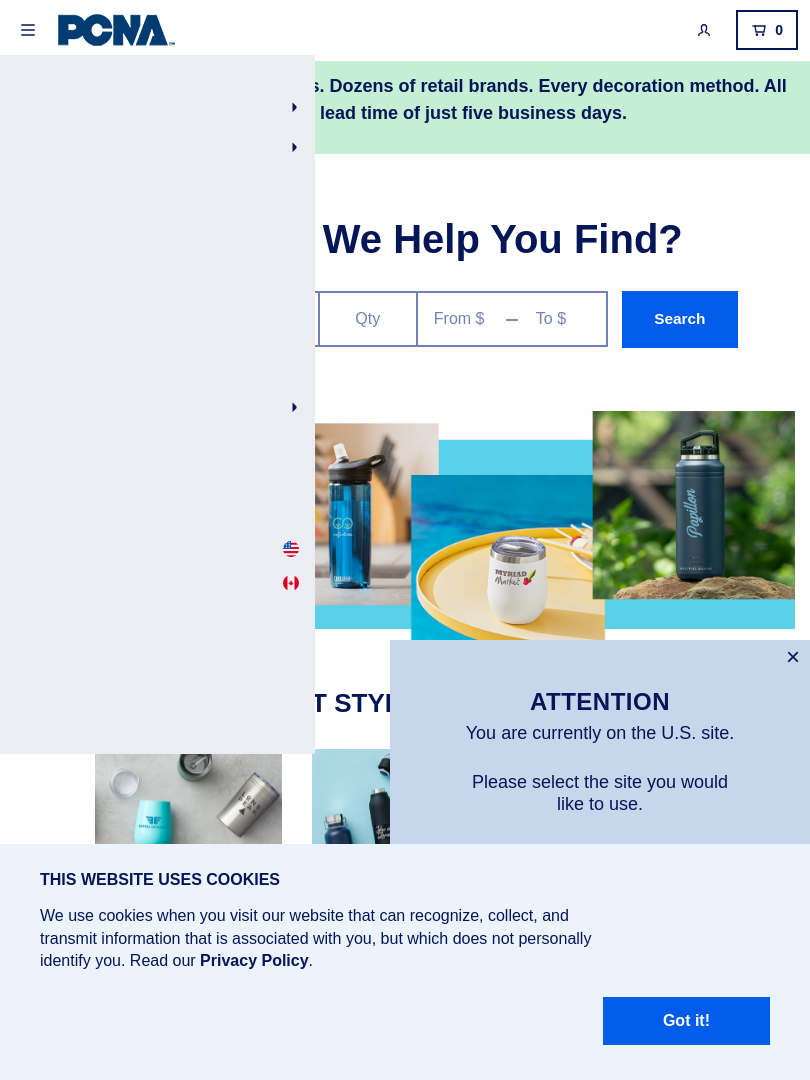 PCNA
0
s. Dozens of retail brands. Every decoration method. All
lead time of just five business days.
We Help You Find?
Qty
From $
To $
Search
Papillon
MYRIAD
Market
T STYL
ATTENTION
You are currently on the U.S. site.
Please select the site you would
like to use.
LONE
PEAK
THIS WEBSITE USES COOKIES
We use cookies when you visit our website that can recognize, collect, and
transmit information that is associated with you, but which does not personally
identify you. Read our Privacy Policy.
Got it!